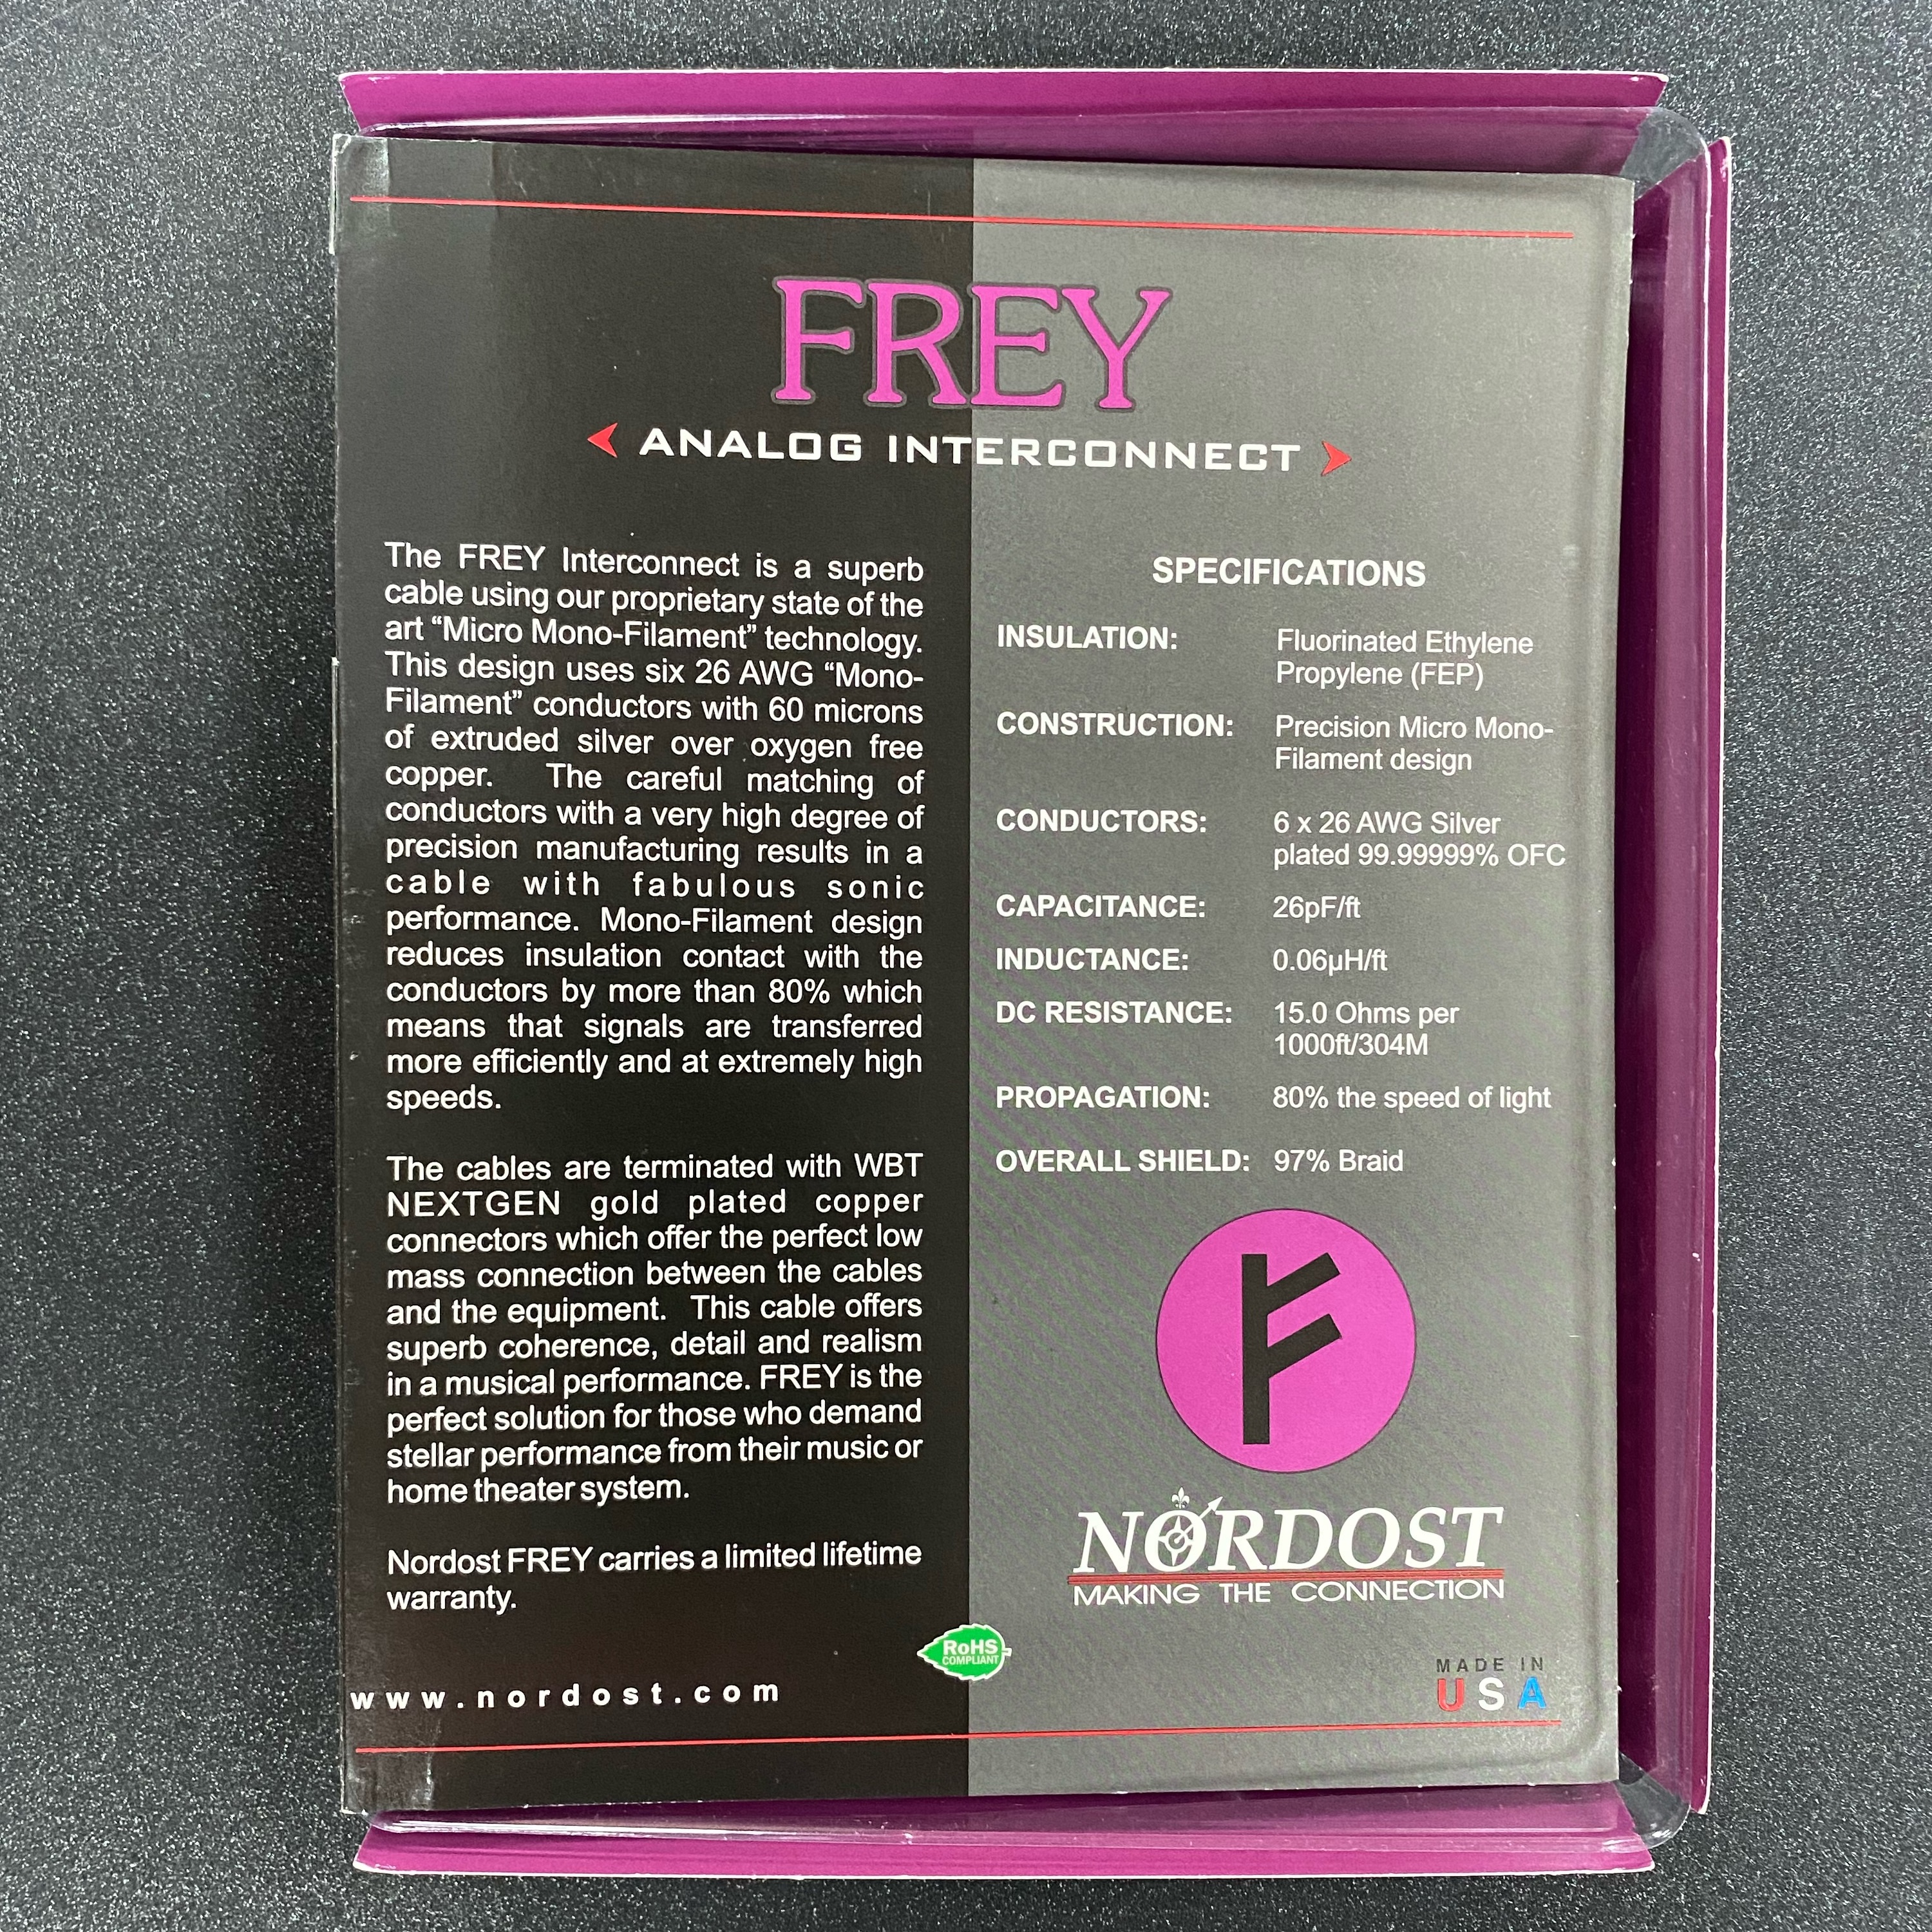 FREY
ANALOG INTERCONNECT
The FREY Interconnect is a superb
cable using our proprietary state of the
art “Micro Mono-Filament” technology.
This design uses six 26 AWG “Mono-
Filament” conductors with 60 microns
of extruded silver over oxygen free
copper. The careful matching of
conductors with a very high degree of
precision manufacturing results in a
cable with fabulous sonic
performance. Mono-Filament design
reduces insulation contact with the
conductors by more than 80% which
means that signals are transferred
more efficiently and at extremely high
speeds.
The cables are terminated with WBT
NEXTGEN gold plated copper
connectors which offer the perfect low
mass connection between the cables
and the equipment. This cable offers
superb coherence, detail and realism
in a musical performance. FREY is the
perfect solution for those who demand
stellar performance from their music or
home theater system.
Nordost FREY carries a limited lifetime
warranty.
www.nordost.com
RoHS
COMPLIANT
SPECIFICATIONS
INSULATION: Fluorinated Ethylene
Propylene (FEP)
CONSTRUCTION: Precision Micro Mono-
Filament design
CONDUCTORS: 6 x 26 AWG Silver
plated 99.99999% OFC
CAPACITANCE: 26pF/ft
INDUCTANCE: 0.06µH/ft
DC RESISTANCE: 15.0 Ohms per
1000ft/304M
PROPAGATION: 80% the speed of light
OVERALL SHIELD: 97% Braid
NORDOST
MAKING THE CONNECTION
MADE IN
USA